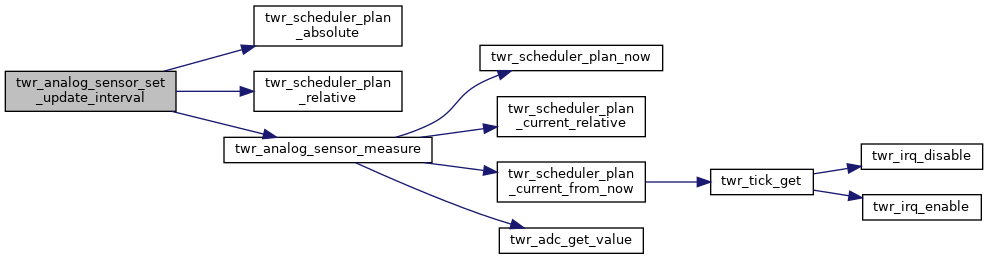 twr_analog_sensor_set
_update_interval
twr_scheduler_plan
_absolute
twr_scheduler_plan
_relative
twr_analog_sensor_measure
twr_scheduler_plan_now
twr_scheduler_plan
_current_relative
twr_scheduler_plan
_current_from_now
twr_adc_get_value
twr_tick_get
twr_irq_disable
twr_irq_enable